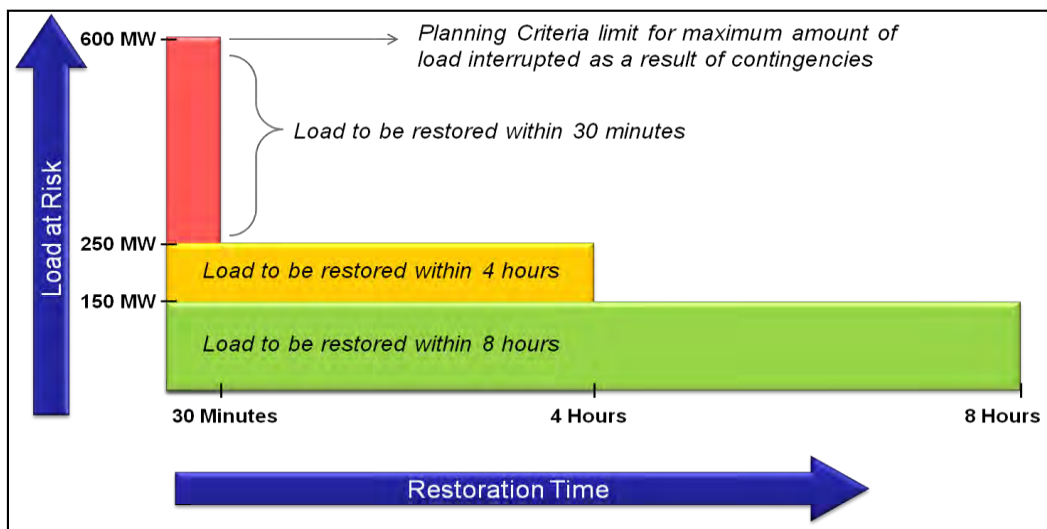 600 MW
Planning Criteria limit for maximum amount of
load interrupted as a result of contingencies
Load to be restored within 30 minutes
Load at Risk
250 MW
Load to be restored within 4 hours
150 MW
Load to be restored within 8 hours
30 Minutes
4 Hours
8 Hours
Restoration Time